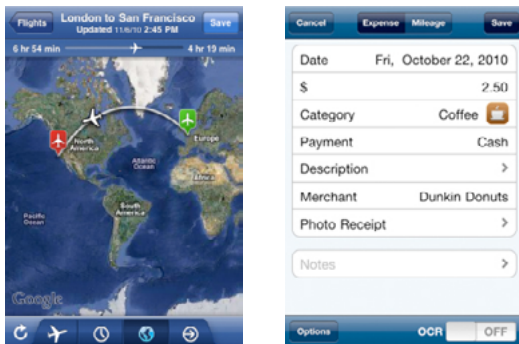 Flights
London to San Francisco
Updated 11/6/10 2:45 PM
Save
6 hr 54 min
4 hr 19 min
North
America
Europe
Atlantic
Ocean
Africa
South
America
Pacific
Ocean
Google
Cancel
Expense
Mileage
Save
Date Fri, October 22, 2010
$ 2.50
Category Coffee
Payment Cash
Description
Merchant Dunkin Donuts
Photo Receipt
Notes
Options
OCR OFF